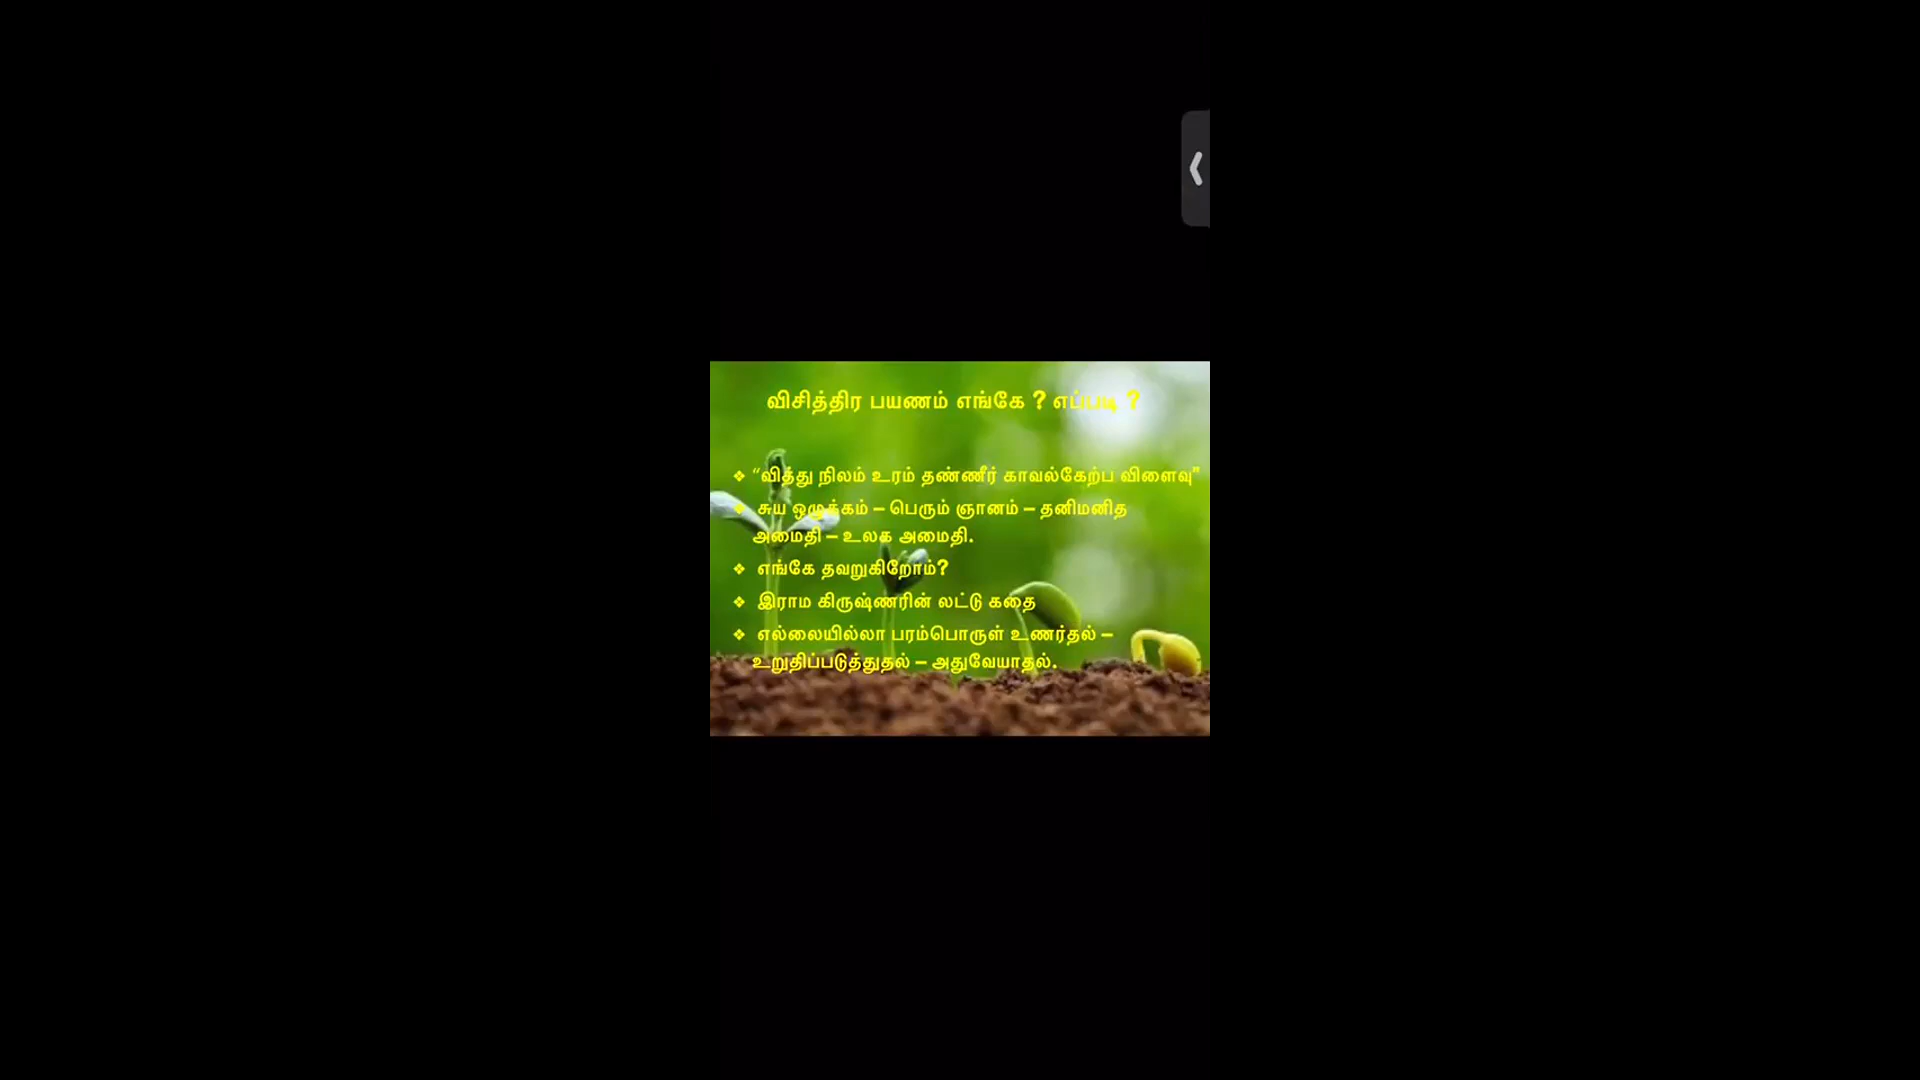 விசித்திர பயணம் எங்கே ? எப்படி ?
❖ “வித்து நிலம் உரம் தண்ணீர் காவல்கேற்ப விளைவு”
❖ சுய ஒழுக்கம் – பெரும் ஞானம் – தனிமனித
அமைதி – உலக அமைதி.
❖ எங்கே தவறுகிறோம்?
❖ இராம கிருஷ்ணரின் லட்டு கதை
❖ எல்லையில்லா பரம்பொருள் உணர்தல் –
உறுதிப்படுத்துதல் – அதுவேயாதல்.